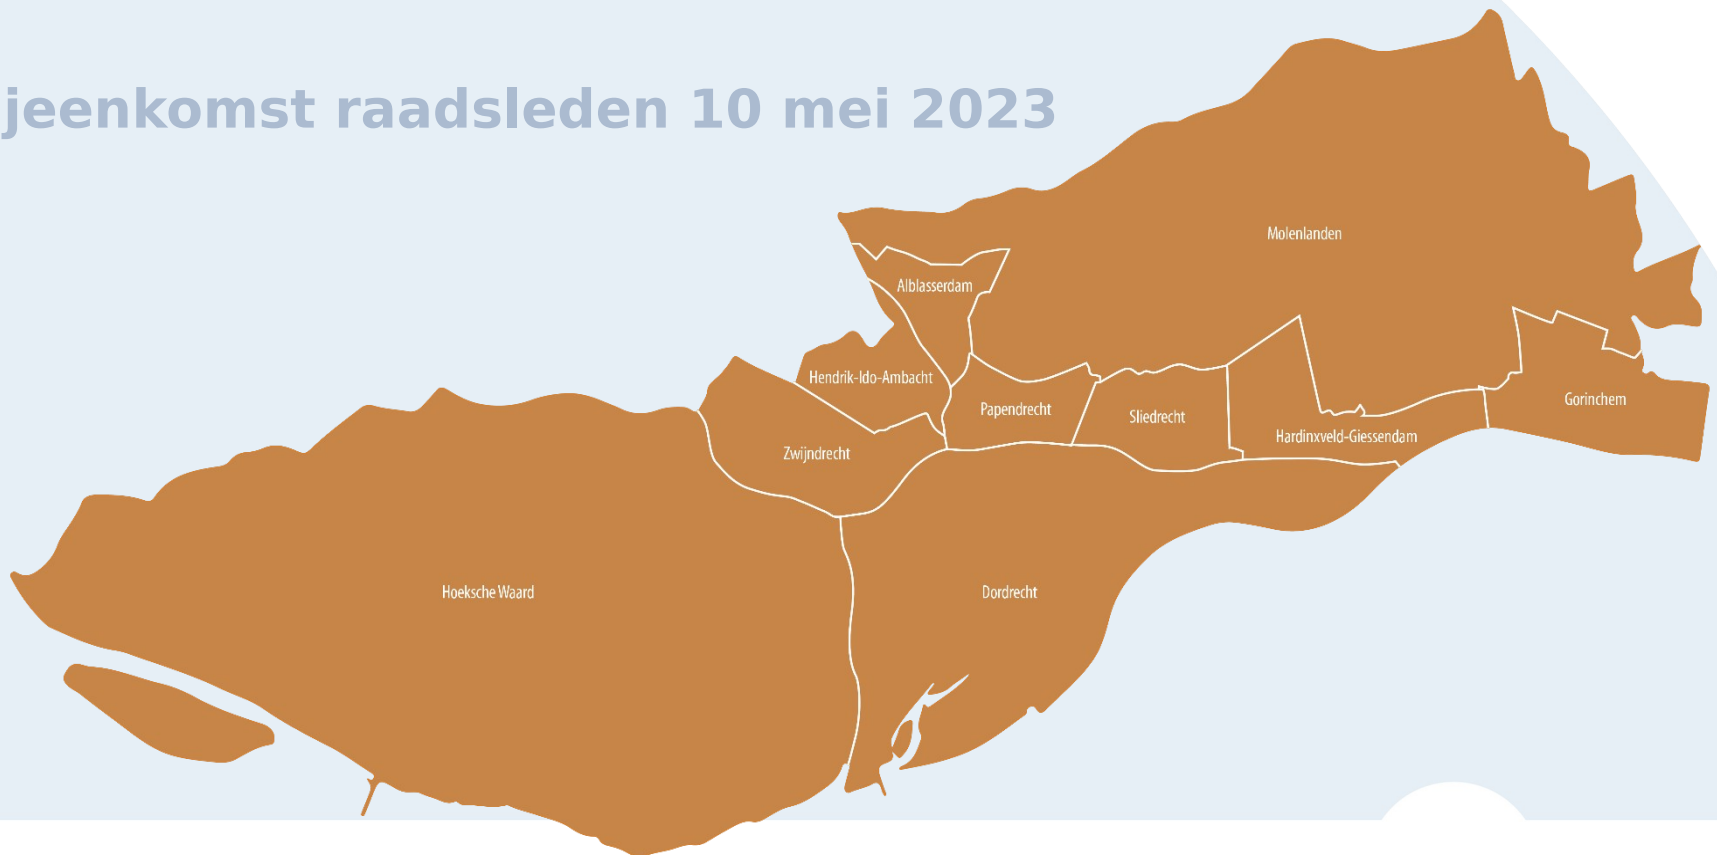 jeenkomst raadsleden 10 mei 2023
Molenlanden
Alblasserdam
Hendrik-Ido-Ambacht
Papendrecht
Sliedrecht
Gorinchem
Hardinxveld-Giessendam
Zwijndrecht
Hoeksche Waard
Dordrecht